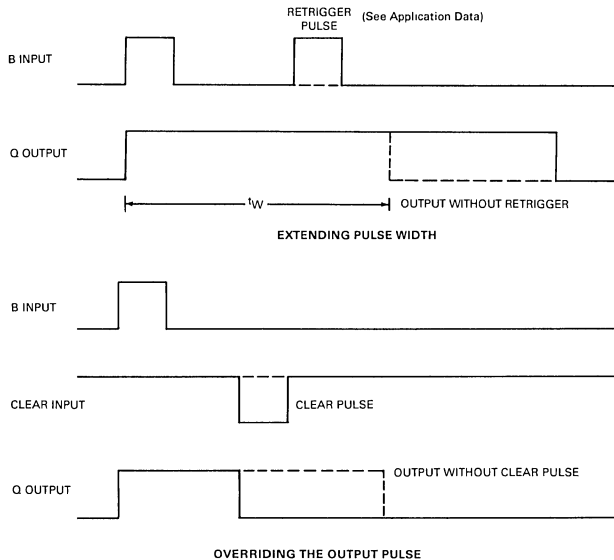 RETRIGGER
PULSE (See Application Data)
B INPUT
Q OUTPUT
tW
OUTPUT WITHOUT RETRIGGER
EXTENDING PULSE WIDTH
B INPUT
CLEAR INPUT
CLEAR PULSE
Q OUTPUT
OUTPUT WITHOUT CLEAR PULSE
OVERRIDING THE OUTPUT PULSE